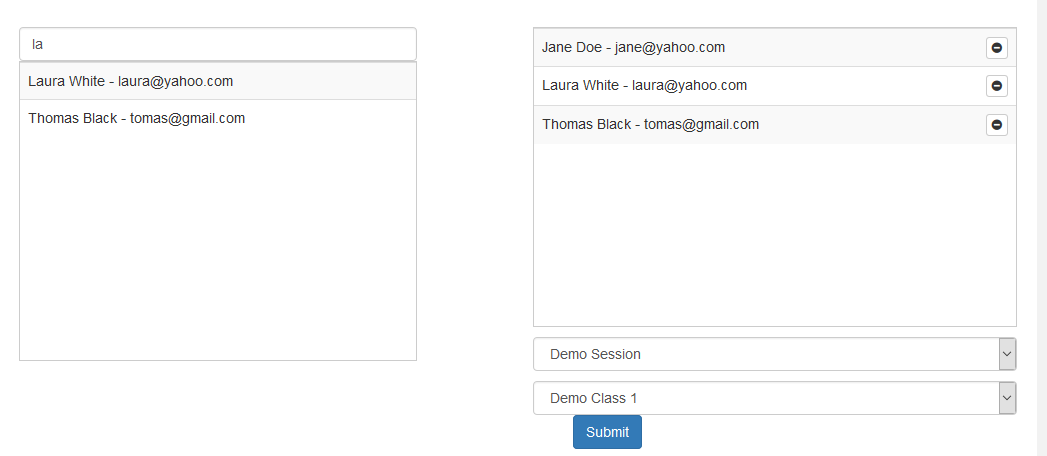 la
Laura White - laura@yahoo.com
Thomas Black - tomas@gmail.com
Jane Doe - jane@yahoo.com
Laura White - laura@yahoo.com
Thomas Black - tomas@gmail.com
Demo Session
Demo Class 1
Submit